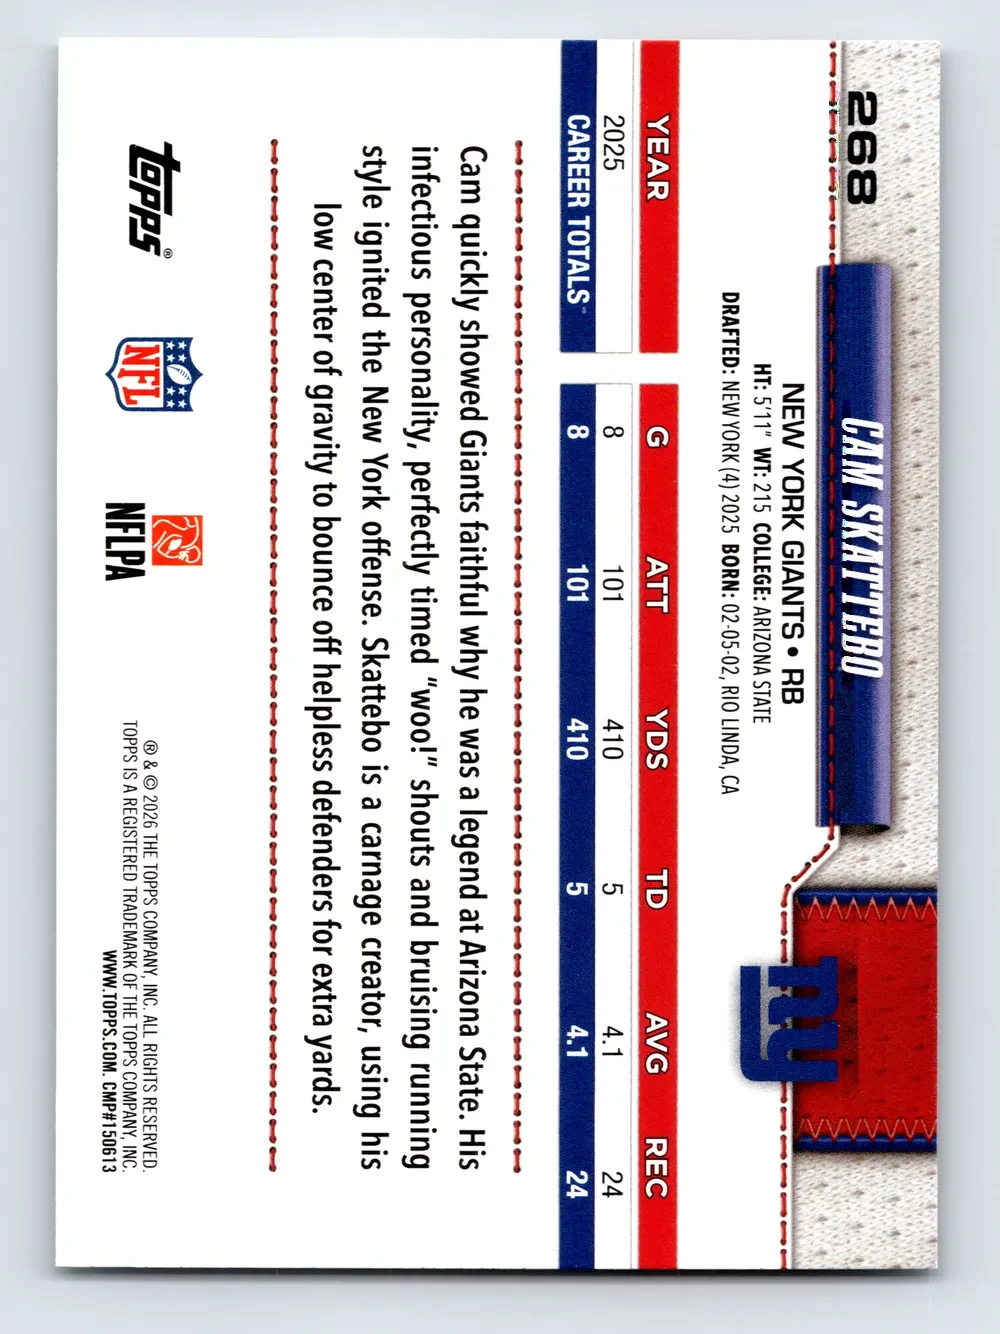 268
CAM SKATTEBO
NEW YORK GIANTS • RB
HT: 5'11" WT: 215 COLLEGE: ARIZONA STATE
DRAFTED: NEW YORK (4) 2025 BORN: 02-05-02, RIO LINDA, CA
NY
YEAR G ATT YDS TD AVG REC
2025 8 101 410 5 4.1 24
CAREER TOTALS 8 101 410 5 4.1 24
Cam quickly showed Giants faithful why he was a legend at Arizona State. His
infectious personality, perfectly timed "woo!" shouts and bruising running
style ignited the New York offense. Skattebo is a carnage creator, using his
low center of gravity to bounce off helpless defenders for extra yards.
topps®
NFL
NFLPA
® & © 2026 THE TOPPS COMPANY, INC. ALL RIGHTS RESERVED.
TOPPS IS A REGISTERED TRADEMARK OF THE TOPPS COMPANY, INC.
WWW.TOPPS.COM. CMP#150613